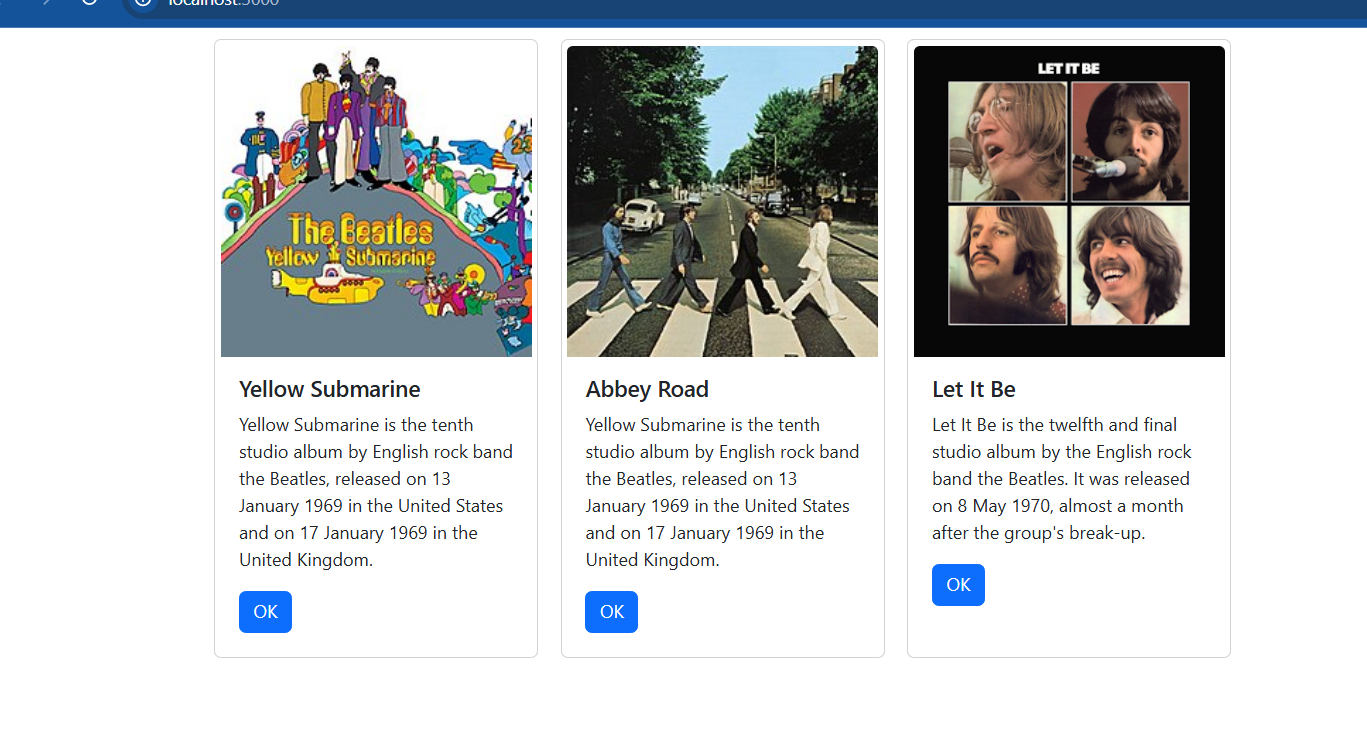 localhost:3000
The Beatles
Yellow Submarine
LET IT BE
Yellow Submarine
Yellow Submarine is the tenth
studio album by English rock band
the Beatles, released on 13
January 1969 in the United States
and on 17 January 1969 in the
United Kingdom.
OK
Abbey Road
Yellow Submarine is the tenth
studio album by English rock band
the Beatles, released on 13
January 1969 in the United States
and on 17 January 1969 in the
United Kingdom.
OK
Let It Be
Let It Be is the twelfth and final
studio album by the English rock
band the Beatles. It was released
on 8 May 1970, almost a month
after the group's break-up.
OK